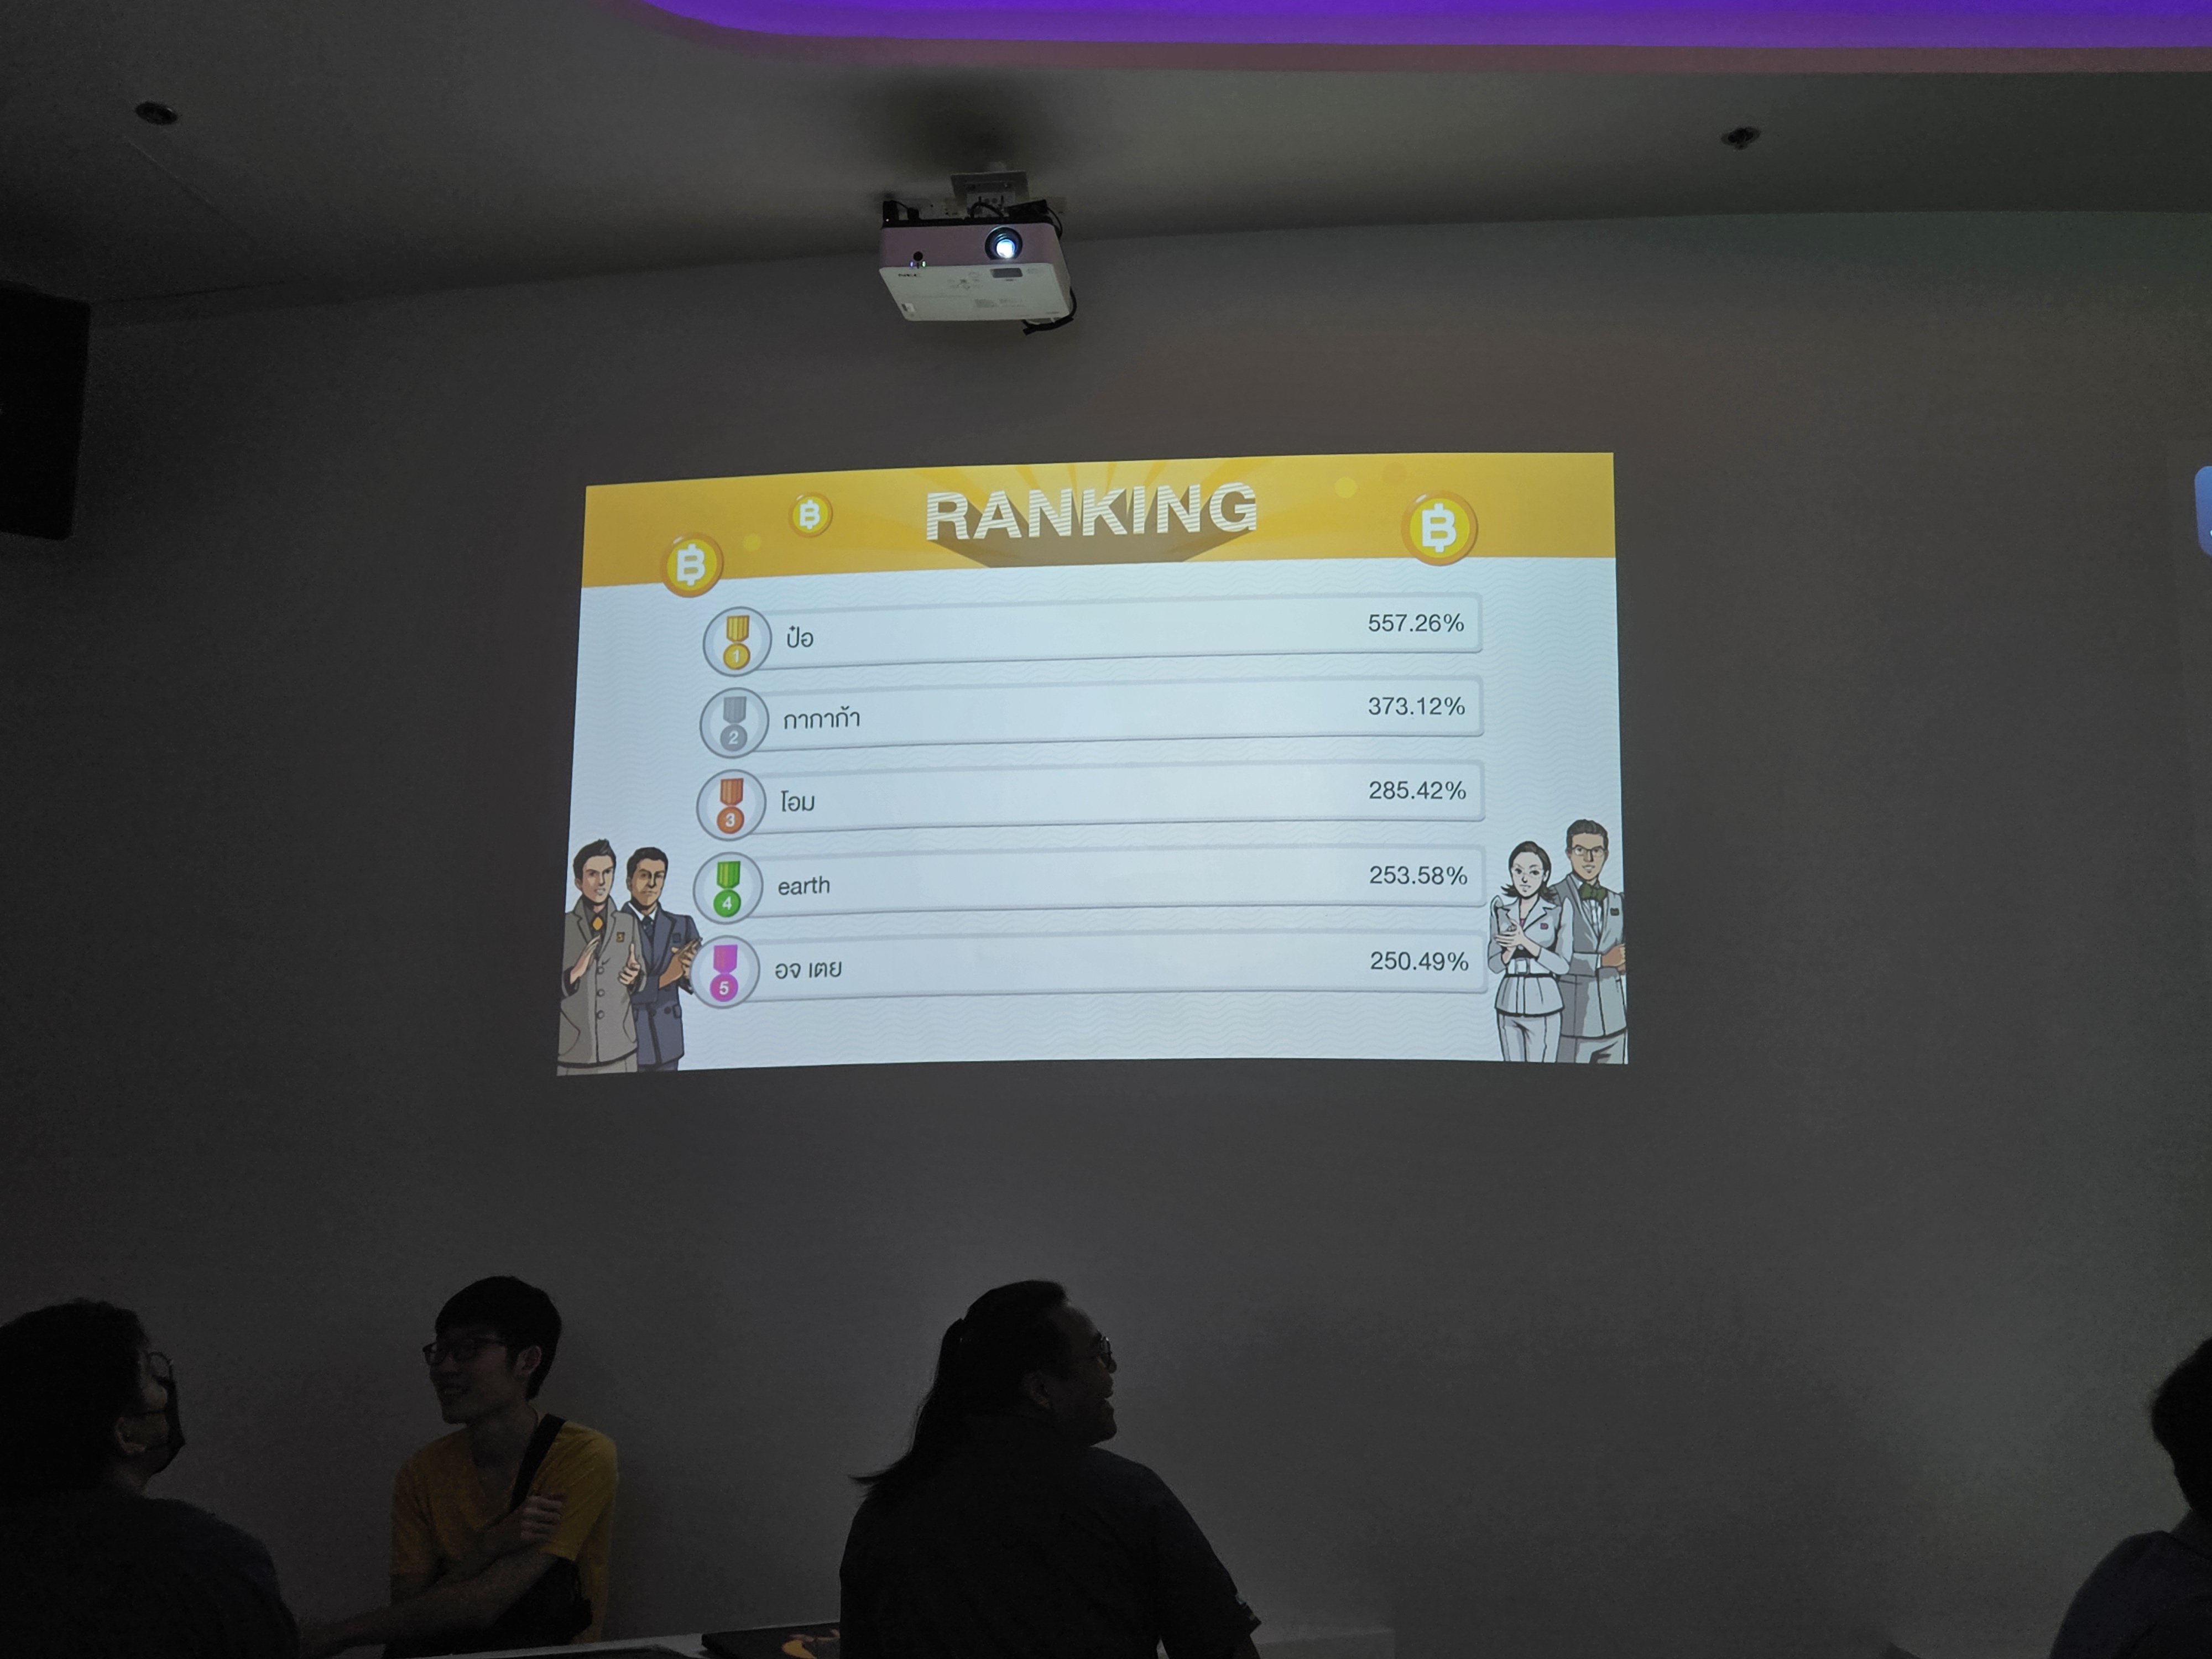 NEC
RANKING
1 ป๋อ 557.26%
2 กากาก้า 373.12%
3 โอม 285.42%
4 earth 253.58%
5 อจ เตย 250.49%